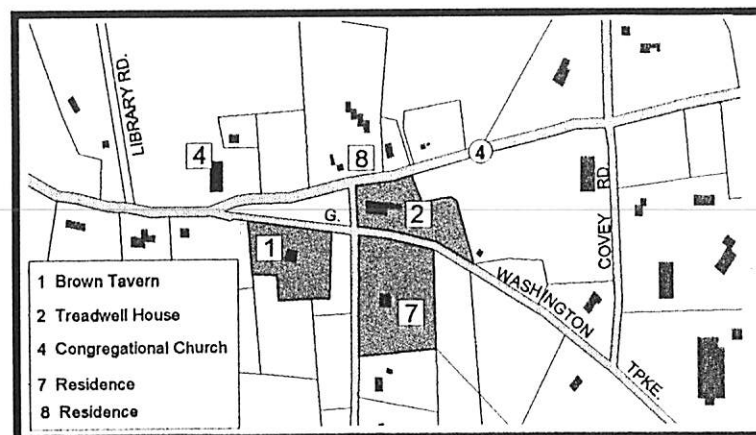 LIBRARY RD.
4
8
4
COVEY RD.
G.
2
1
WASHINGTON TPKE.
7
1 Brown Tavern
2 Treadwell House
4 Congregational Church
7 Residence
8 Residence